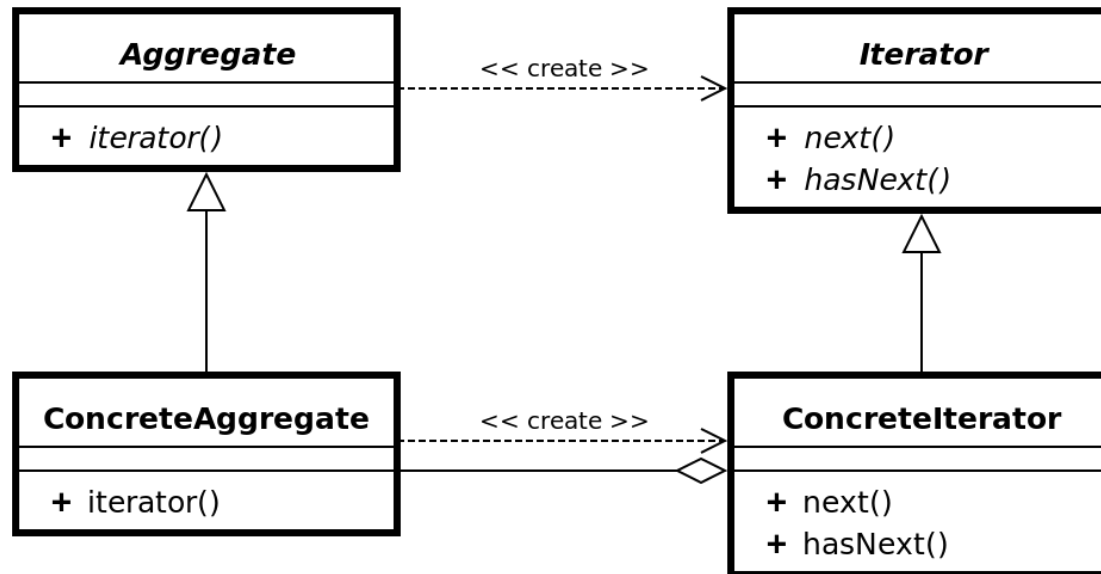 Aggregate
+ iterator()
<< create >>
Iterator
+ next()
+ hasNext()
ConcreteAggregate
+ iterator()
<< create >>
ConcreteIterator
+ next()
+ hasNext()